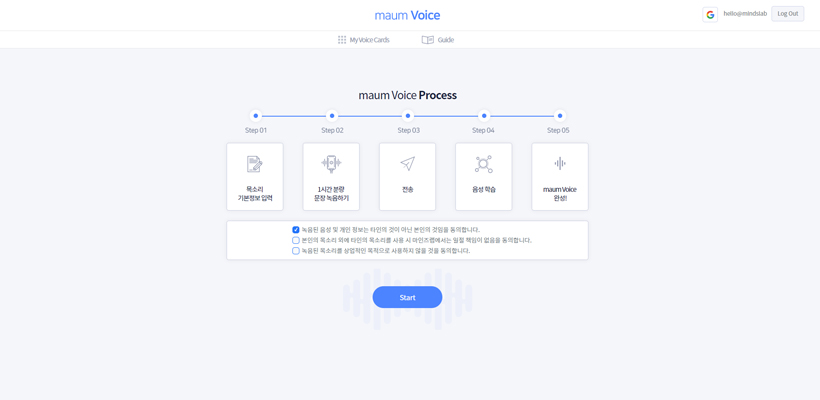 maum Voice
hello@mindslab
Log Out
My Voice Cards
Guide
maum Voice Process
Step 01
Step 02
Step 03
Step 04
Step 05
목소리
기본정보 입력
1시간 분량
문장 녹음하기
전송
음성 학습
maum Voice
완성!
녹음된 음성 및 개인 정보는 타인의 것이 아닌 본인의 것임을 동의합니다.
본인의 목소리 외에 타인의 목소리를 사용 시 마인즈랩에서는 일절 책임이 없음을 동의합니다.
녹음된 목소리를 상업적인 목적으로 사용하지 않을 것을 동의합니다.
Start